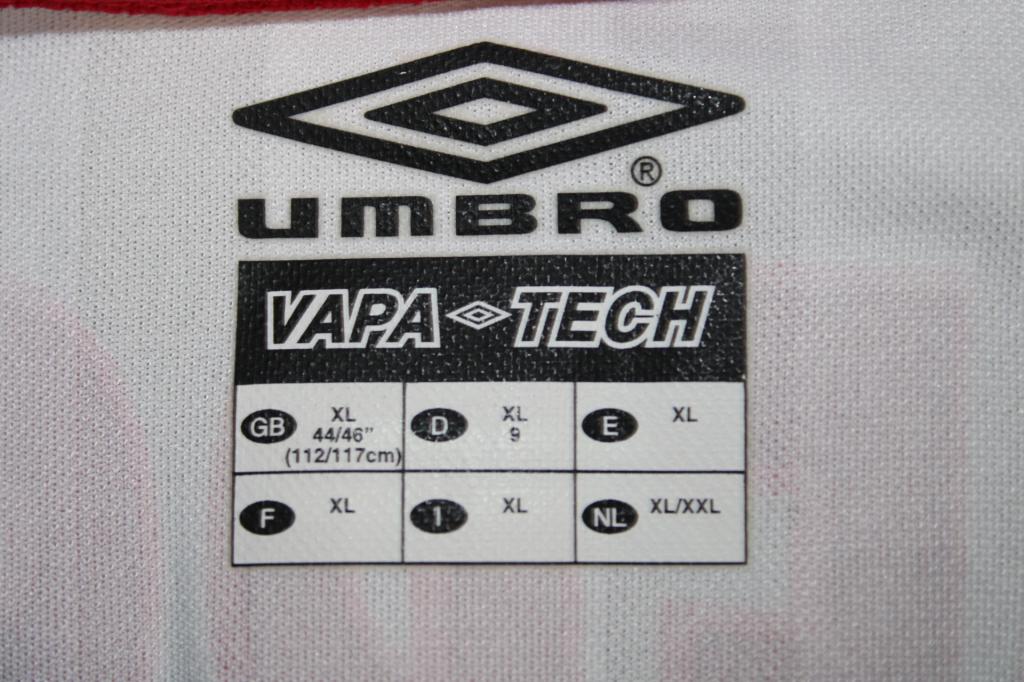 ®
UMBRO
VAPA TECH
GB XL
44/46"
(112/117cm)
D XL
9
E XL
F XL
I XL
NL XL/XXL